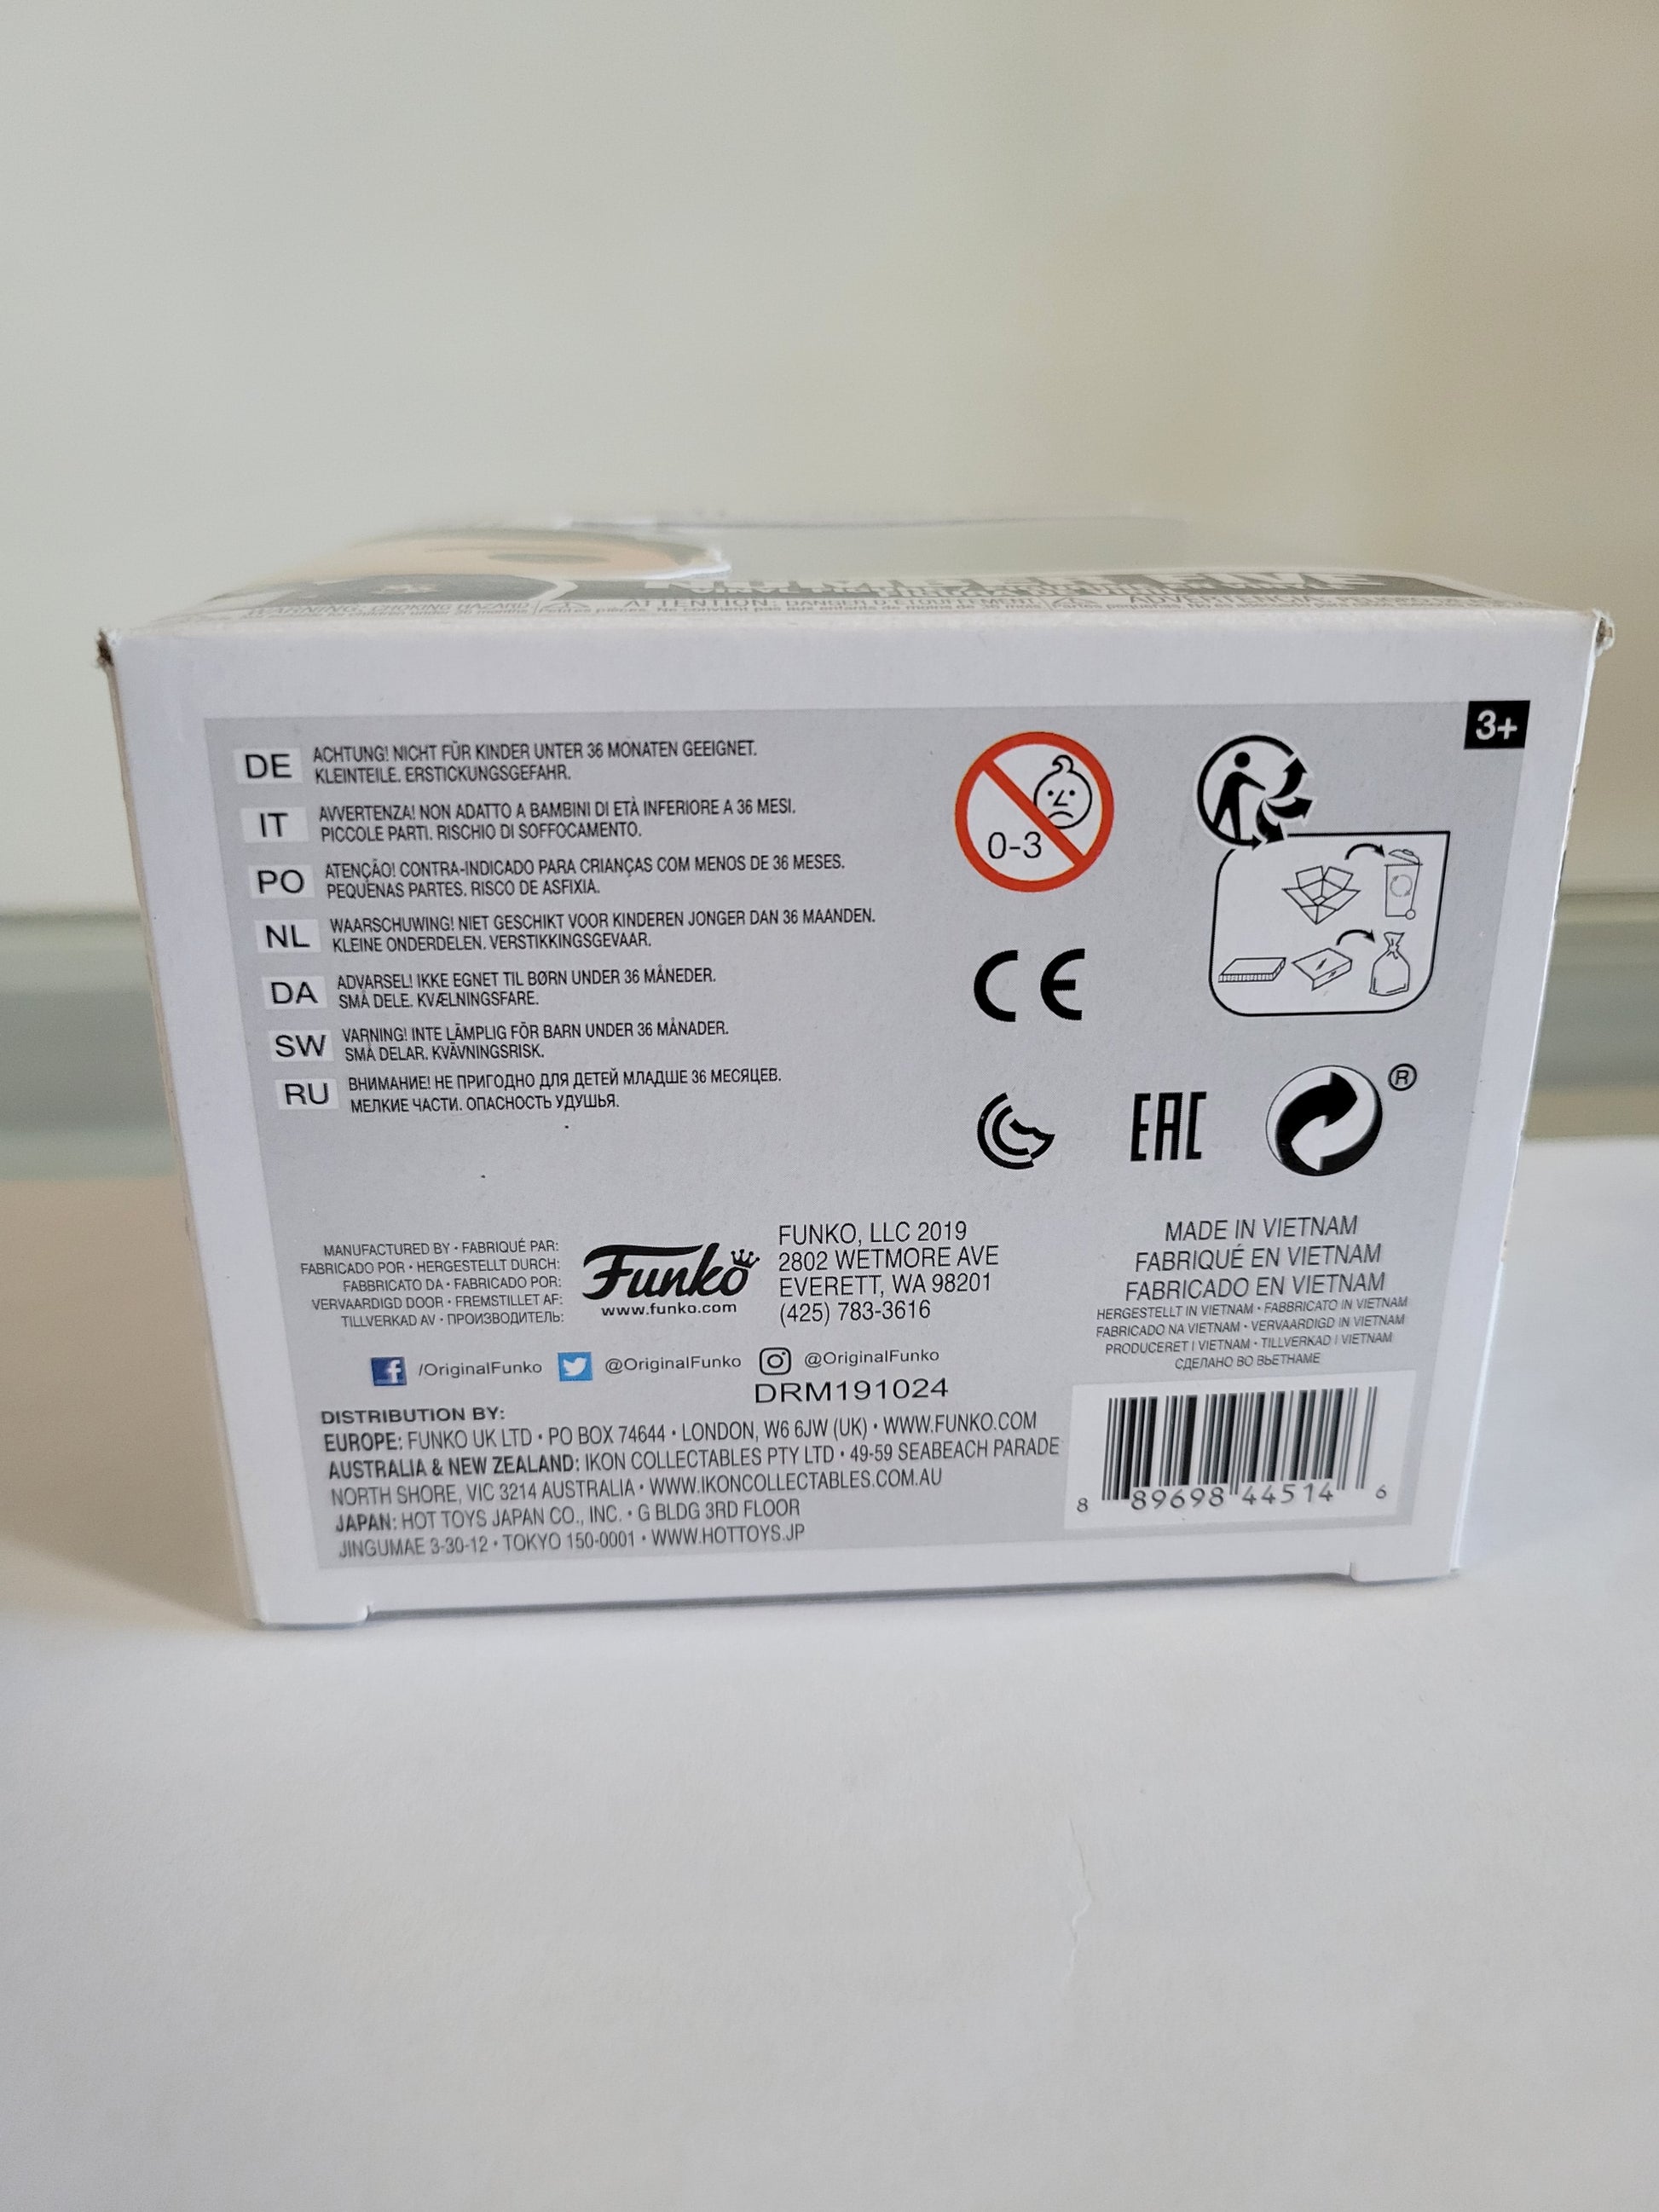 NUMBER FIVE
WARNING: CHOKING HAZARD
ATTENTION: DANGER D'ÉTOUFFEMENT
3+
DE ACHTUNG! NICHT FÜR KINDER UNTER 36 MONATEN GEEIGNET.
KLEINTEILE. ERSTICKUNGSGEFAHR.
IT AVVERTENZA! NON ADATTO A BAMBINI DI ETÀ INFERIORE A 36 MESI.
PICCOLE PARTI. RISCHIO DI SOFFOCAMENTO.
PO ATENÇÃO! CONTRA-INDICADO PARA CRIANÇAS COM MENOS DE 36 MESES.
PEQUENAS PARTES. RISCO DE ASFIXIA.
NL WAARSCHUWING! NIET GESCHIKT VOOR KINDEREN JONGER DAN 36 MAANDEN.
KLEINE ONDERDELEN. VERSTIKKINGSGEVAAR.
DA ADVARSEL! IKKE EGNET TIL BØRN UNDER 36 MÅNEDER.
SMÅ DELE. KVÆLNINGSFARE.
SW VARNING! INTE LÄMPLIG FÖR BARN UNDER 36 MÅNADER.
SMÅ DELAR. KVÄVNINGSRISK.
RU ВНИМАНИЕ! НЕ ПРИГОДНО ДЛЯ ДЕТЕЙ МЛАДШЕ 36 МЕСЯЦЕВ.
МЕЛКИЕ ЧАСТИ. ОПАСНОСТЬ УДУШЬЯ.
0-3
CE
EAC
®
MANUFACTURED BY • FABRIQUÉ PAR:
FABRICADO POR • HERGESTELLT DURCH:
FABBRICATO DA • FABRICADO POR:
VERVAARDIGD DOOR • FREMSTILLET AF:
TILLVERKAD AV • ПРОИЗВОДИТЕЛЬ:
Funko
www.funko.com
FUNKO, LLC 2019
2802 WETMORE AVE
EVERETT, WA 98201
(425) 783-3616
MADE IN VIETNAM
FABRIQUÉ EN VIETNAM
FABRICADO EN VIETNAM
HERGESTELLT IN VIETNAM • FABBRICATO IN VIETNAM
FABRICADO NA VIETNAM • VERVAARDIGD IN VIETNAM
PRODUCERET I VIETNAM • TILLVERKAD I VIETNAM
СДЕЛАНО ВО ВЬЕТНАМЕ
/OriginalFunko @OriginalFunko @OriginalFunko
DRM191024
DISTRIBUTION BY:
EUROPE: FUNKO UK LTD • PO BOX 74644 • LONDON, W6 6JW (UK) • WWW.FUNKO.COM
AUSTRALIA & NEW ZEALAND: IKON COLLECTABLES PTY LTD • 49-59 SEABEACH PARADE
NORTH SHORE, VIC 3214 AUSTRALIA • WWW.IKONCOLLECTABLES.COM.AU
JAPAN: HOT TOYS JAPAN CO., INC. • G BLDG 3RD FLOOR
JINGUMAE 3-30-12 • TOKYO 150-0001 • WWW.HOTTOYS.JP
8 89698 44514 6